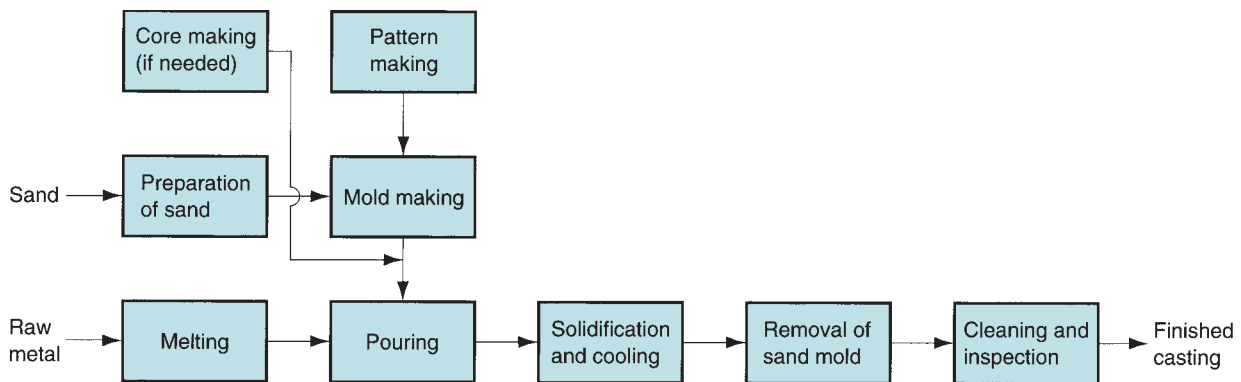 Core making
(if needed)
Pattern
making
Sand
Preparation
of sand
Mold making
Raw
metal
Melting
Pouring
Solidification
and cooling
Removal of
sand mold
Cleaning and
inspection
Finished
casting